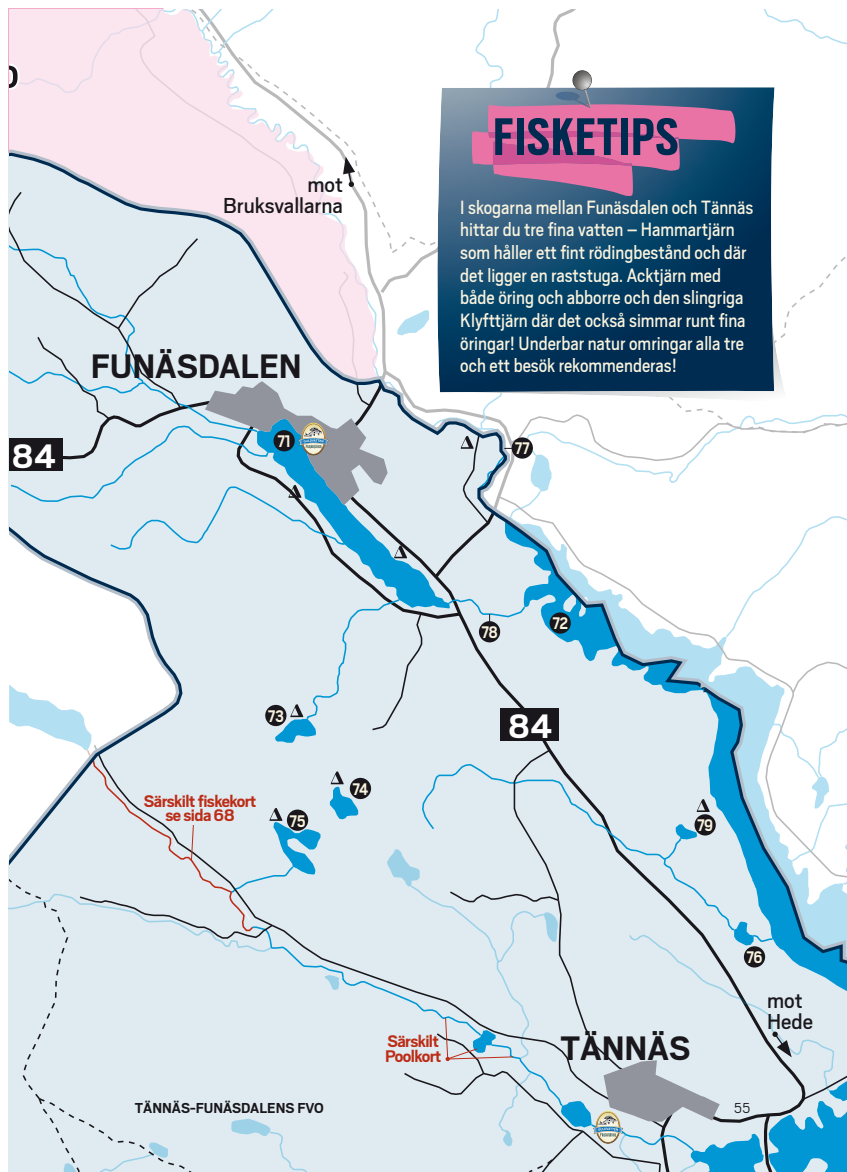 FISKETIPS
I skogarna mellan Funäsdalen och Tännäs
hittar du tre fina vatten – Hammartjärn
som håller ett fint rödingbestånd och där
det ligger en raststuga. Acktjärn med
både öring och abborre och den slingriga
Klyfttjärn där det också simmar runt fina
öringar! Underbar natur omringar alla tre
och ett besök rekommenderas!
mot
Bruksvallarna
FUNÄSDALEN
71
77
84
78
72
73
84
74
Särskilt fiskekort
se sida 68
75
79
76
mot
Hede
Särskilt
Poolkort
TÄNNÄS
TÄNNÄS-FUNÄSDALENS FVO
55